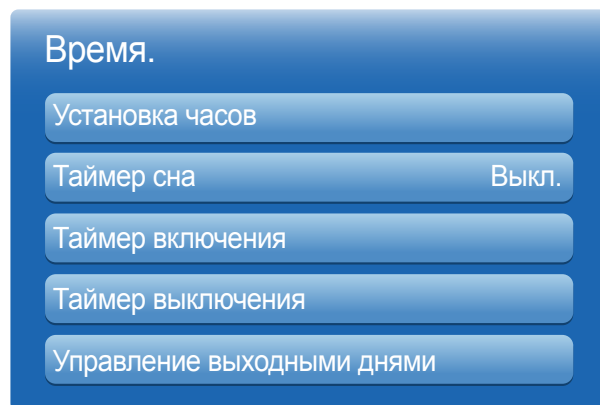 Время.
Установка часов
Таймер сна Выкл.
Таймер включения
Таймер выключения
Управление выходными днями